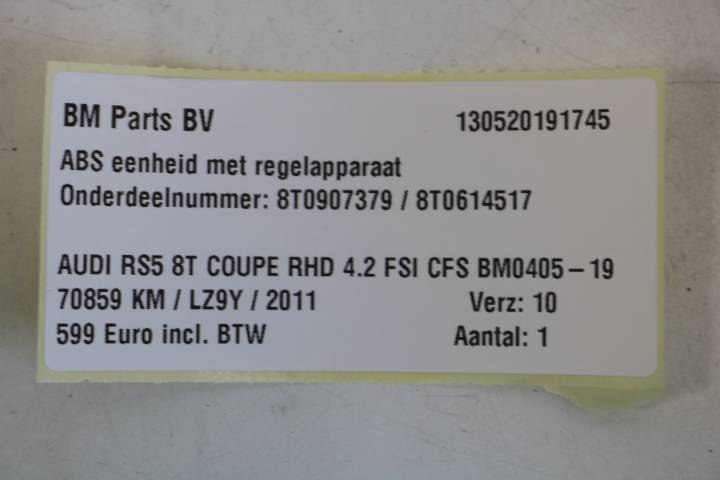 BM Parts BV 130520191745
ABS eenheid met regelapparaat
Onderdeelnummer: 8T0907379 / 8T0614517
AUDI RS5 8T COUPE RHD 4.2 FSI CFS BM0405-19
70859 KM / LZ9Y / 2011 Verz: 10
599 Euro incl. BTW Aantal: 1